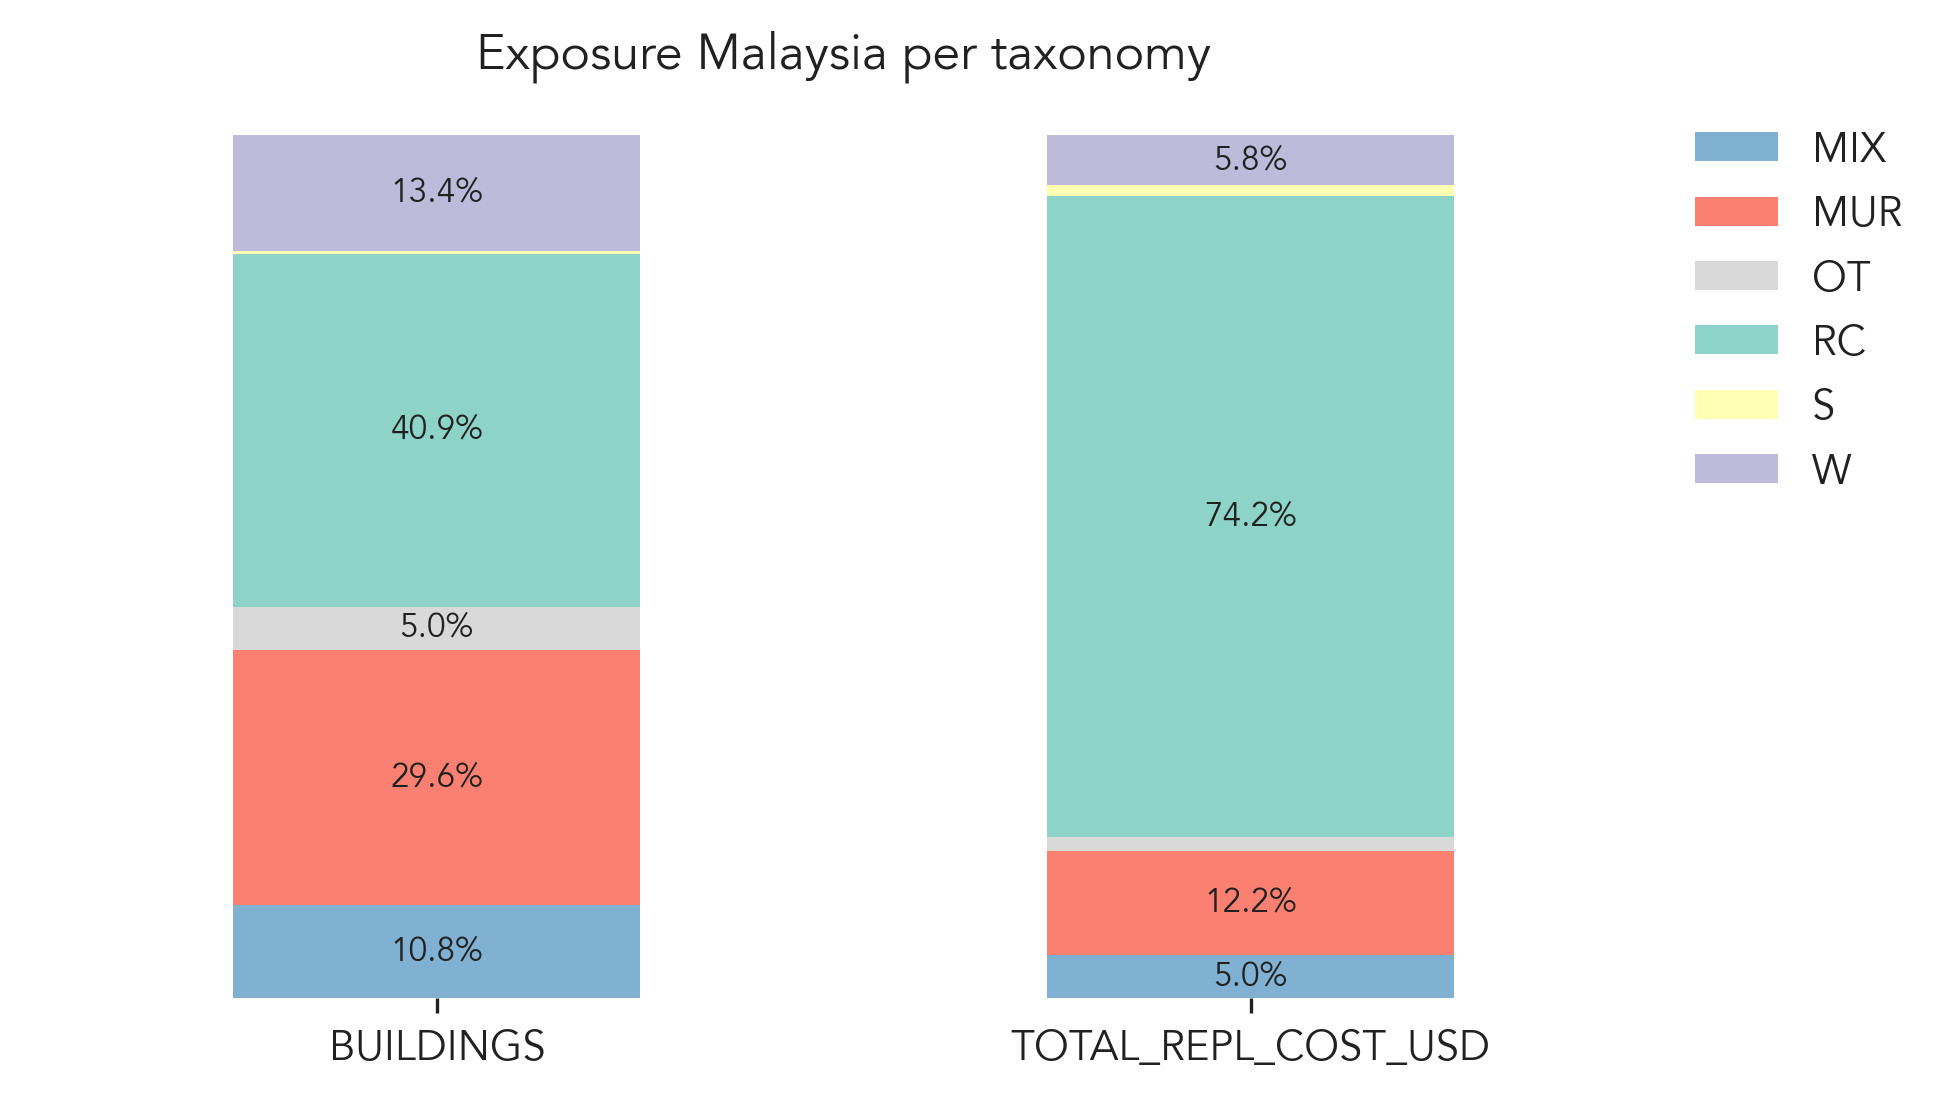 Exposure Malaysia per taxonomy
13.4%
40.9%
5.0%
29.6%
10.8%
BUILDINGS
5.8%
74.2%
12.2%
5.0%
TOTAL_REPL_COST_USD
MIX
MUR
OT
RC
S
W